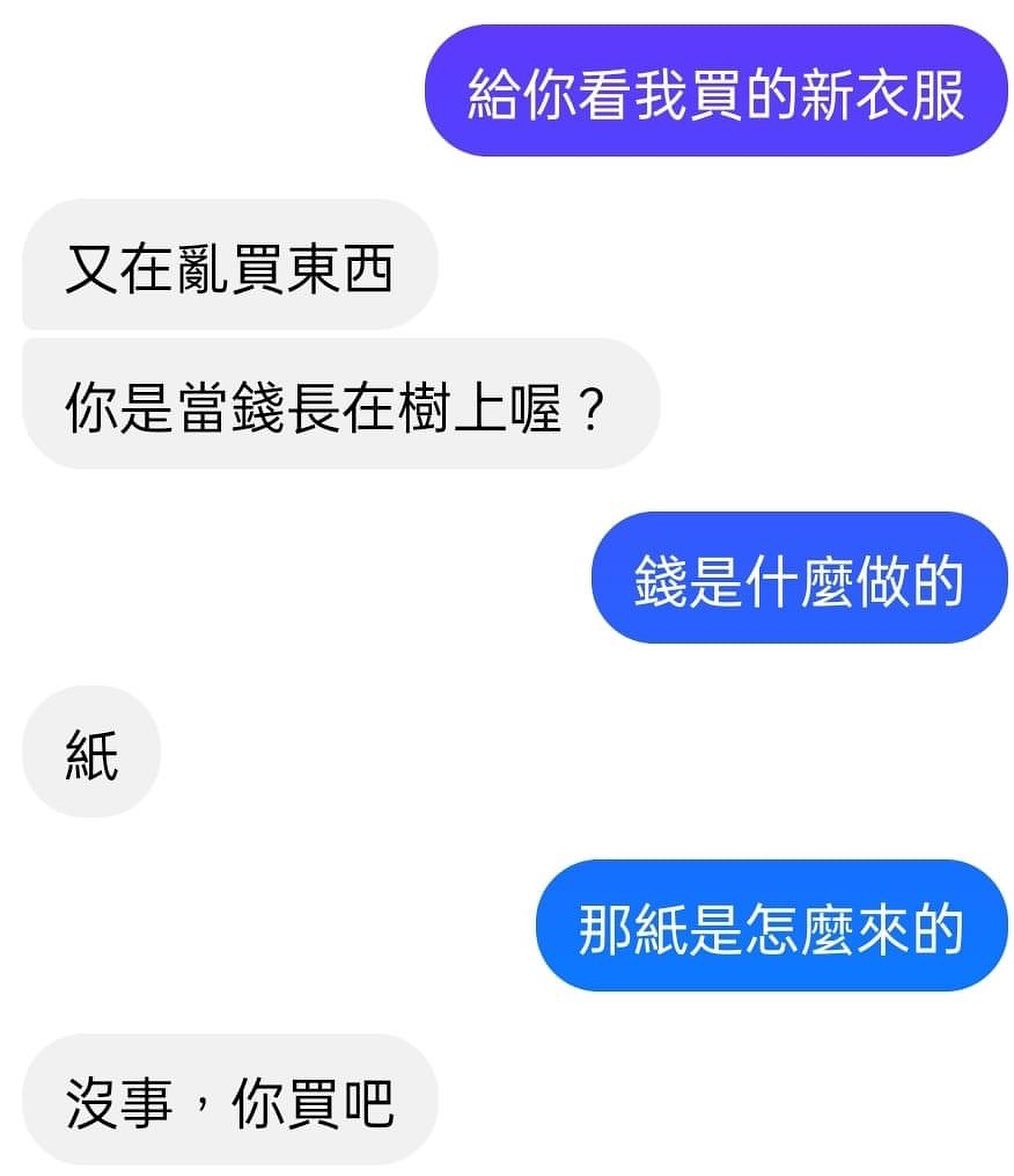 給你看我買的新衣服
又在亂買東西
你是當錢長在樹上喔？
錢是什麼做的
紙
那紙是怎麼來的
沒事，你買吧